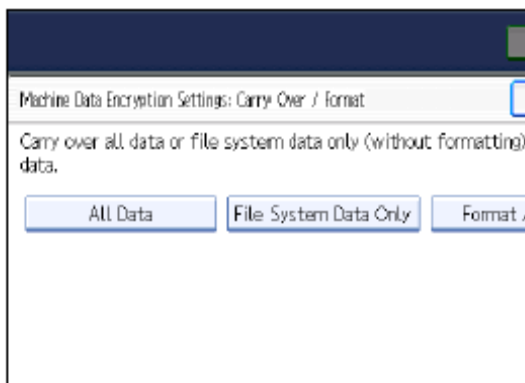 Machine Data Encryption Settings: Carry Over / Format
Carry over all data or file system data only (without formatting)
data.
All Data
File System Data Only
Format /